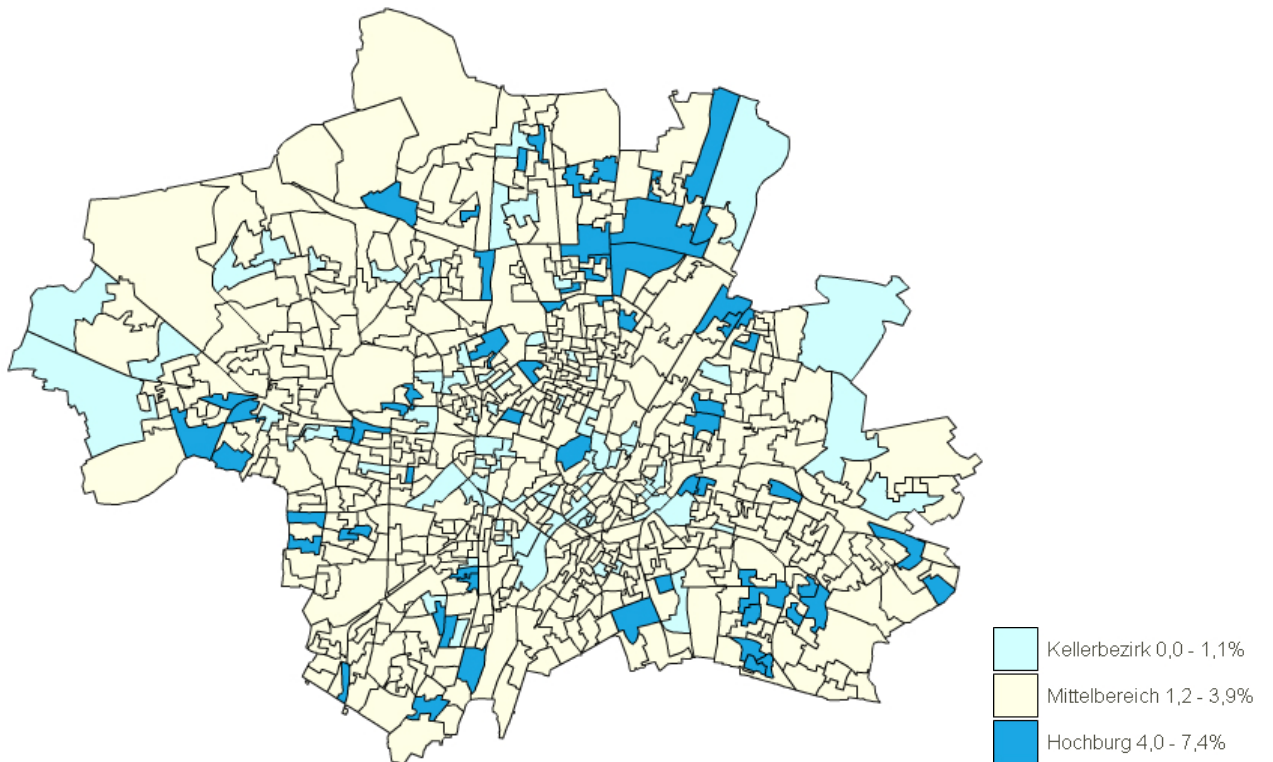 Kellerbezirk 0,0 - 1,1%
Mittelbereich 1,2 - 3,9%
Hochburg 4,0 - 7,4%